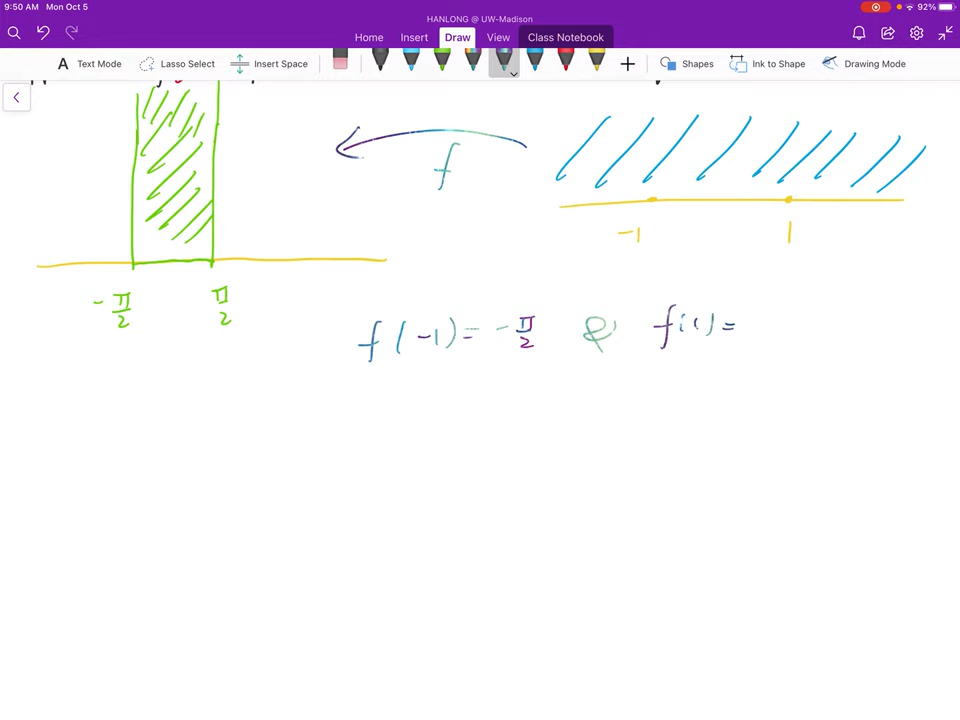 9:50 AM Mon Oct 5
92%
HANLONG @ UW-Madison
Home Insert Draw View Class Notebook
Text Mode Lasso Select Insert Space Shapes Ink to Shape Drawing Mode
f
-1 1
-π/2 π/2
f(-1) = -π/2 & f(1) =